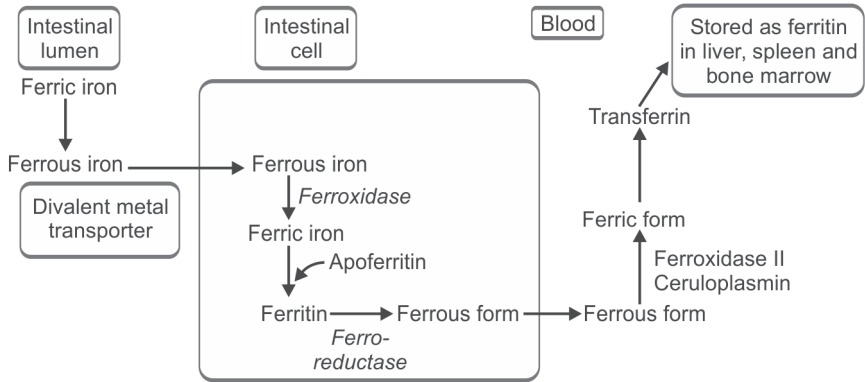 Intestinal
lumen
Intestinal
cell
Blood
Stored as ferritin
in liver, spleen and
bone marrow
Ferric iron
Transferrin
Ferrous iron
Ferrous iron
Ferroxidase
Divalent metal
transporter
Ferric iron
Ferric form
Apoferritin
Ferroxidase II
Ceruloplasmin
Ferritin
Ferrous form
Ferrous form
Ferro-
reductase